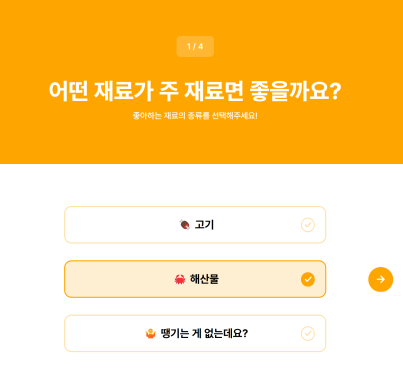 1 / 4
어떤 재료가 주 재료면 좋을까요?
좋아하는 재료의 종류를 선택해주세요!
고기
해산물
땡기는 게 없는데요?